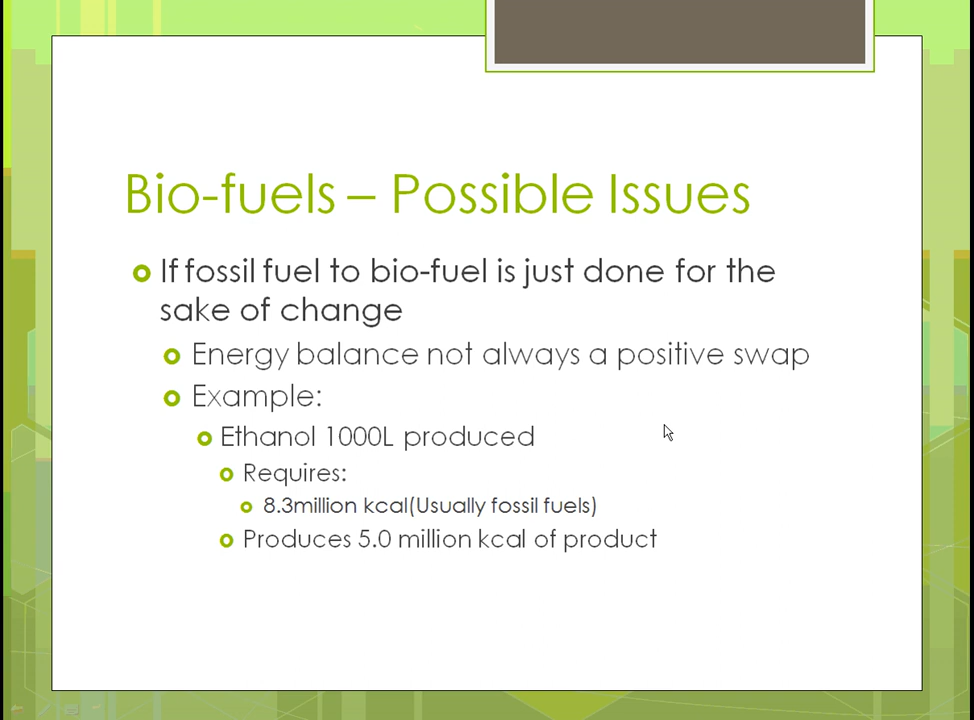 Bio-fuels – Possible Issues
If fossil fuel to bio-fuel is just done for the
sake of change
Energy balance not always a positive swap
Example:
Ethanol 1000L produced
Requires:
8.3million kcal(Usually fossil fuels)
Produces 5.0 million kcal of product